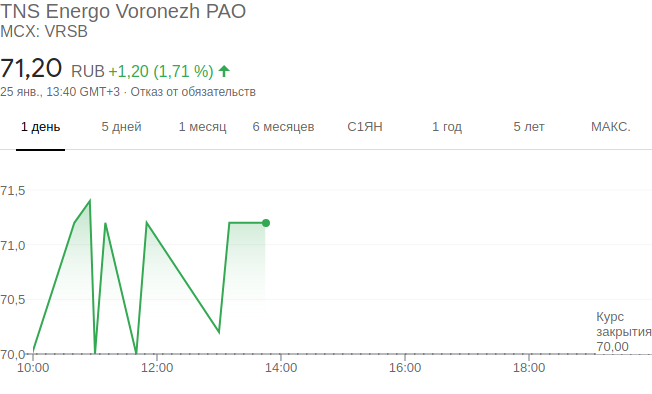 TNS Energo Voronezh PAO
MCX: VRSB
71,20 RUB +1,20 (1,71 %)
25 янв., 13:40 GMT+3 · Отказ от обязательств
1 день 5 дней 1 месяц 6 месяцев С1ЯН 1 год 5 лет МАКС.
71,5
71,0
70,5
Курс
закрытия
70,00
70,0
10:00 12:00 14:00 16:00 18:00